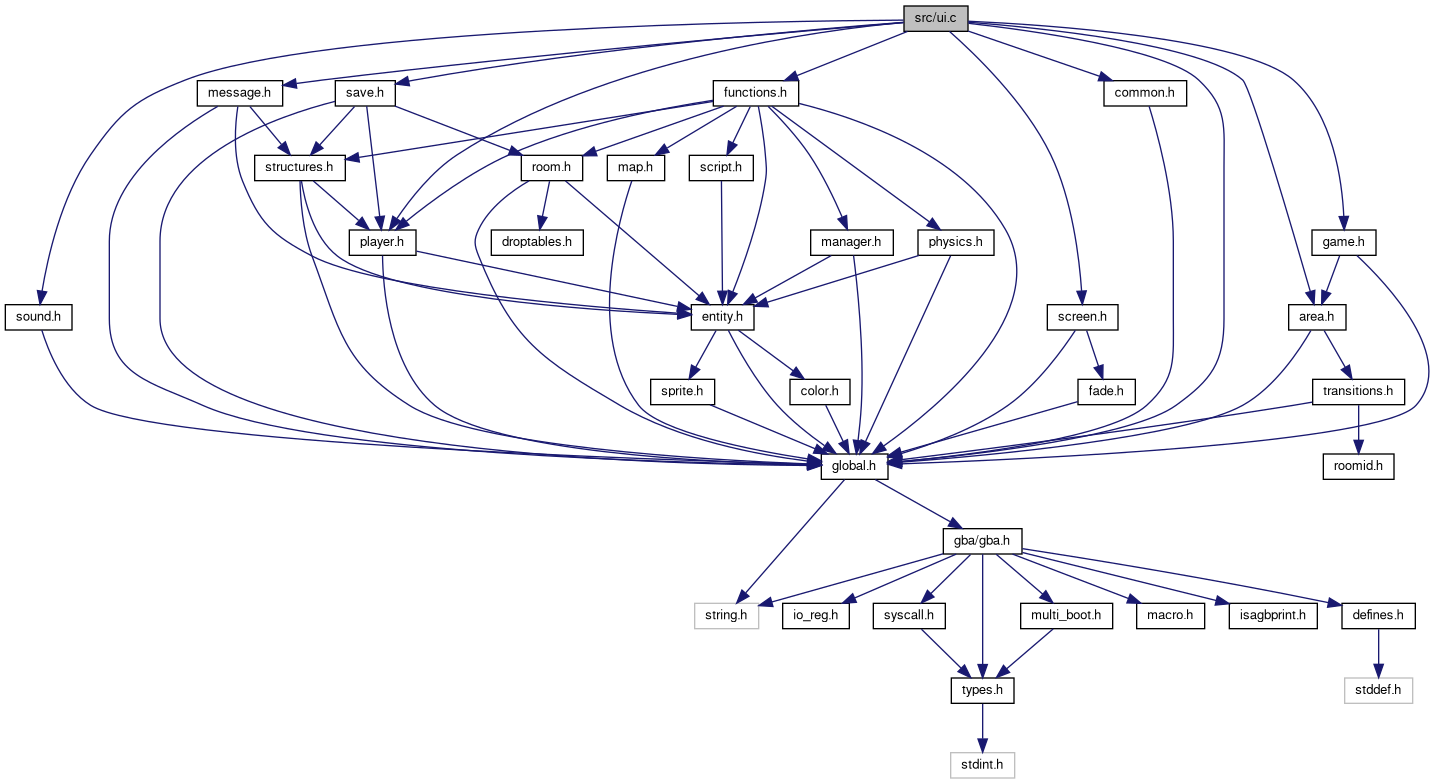 src/ui.c
message.h
save.h
functions.h
common.h
structures.h
room.h
map.h
script.h
player.h
droptables.h
manager.h
physics.h
game.h
sound.h
entity.h
screen.h
area.h
sprite.h
color.h
fade.h
transitions.h
global.h
roomid.h
gba/gba.h
string.h
io_reg.h
syscall.h
multi_boot.h
macro.h
isagbprint.h
defines.h
types.h
stddef.h
stdint.h